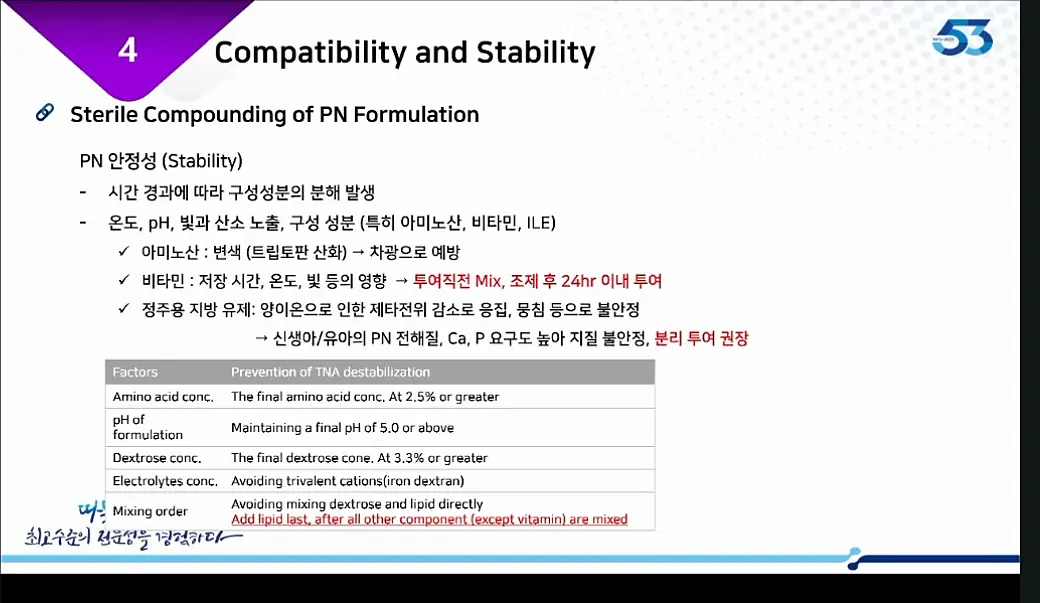 4
Compatibility and Stability
53
Sterile Compounding of PN Formulation
PN 안정성 (Stability)
- 시간 경과에 따라 구성성분의 분해 발생
- 온도, pH, 빛과 산소 노출, 구성 성분 (특히 아미노산, 비타민, ILE)
✓ 아미노산 : 변색 (트립토판 산화) → 차광으로 예방
✓ 비타민 : 저장 시간, 온도, 빛 등의 영향 → 투여직전 Mix, 조제 후 24hr 이내 투여
✓ 정주용 지방 유제: 양이온으로 인한 제타전위 감소로 응집, 뭉침 등으로 불안정
→ 신생아/유아의 PN 전해질, Ca, P 요구도 높아 지질 불안정, 분리 투여 권장
Factors Prevention of TNA destabilization
Amino acid conc. The final amino acid conc. At 2.5% or greater
pH of
formulation Maintaining a final pH of 5.0 or above
Dextrose conc. The final dextrose cone. At 3.3% or greater
Electrolytes conc. Avoiding trivalent cations(iron dextran)
Mixing order Avoiding mixing dextrose and lipid directly
Add lipid last, after all other component (except vitamin) are mixed
최고수준의 전문성을 경험하다